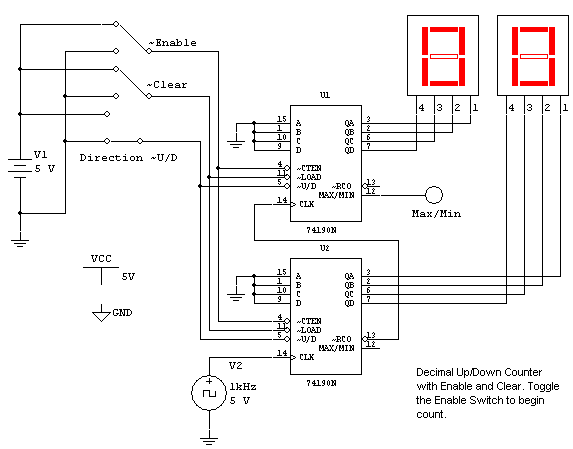 ~Enable
~Clear
Direction ~U/D
V1
5 V
VCC
5V
GND
U1
15 A QA 3
1 B QB 2
10 C QC 6
9 D QD 7
4 ~CTEN
11 ~LOAD
5 ~U/D ~RCO 13
MAX/MIN 12
14 CLK
74190N
4 3 2 1
4 3 2 1
Max/Min
U2
15 A QA 3
1 B QB 2
10 C QC 6
9 D QD 7
4 ~CTEN
11 ~LOAD
5 ~U/D ~RCO 13
MAX/MIN 12
14 CLK
74190N
V2
1kHz
5 V
Decimal Up/Down Counter
with Enable and Clear. Toggle
the Enable Switch to begin
count.